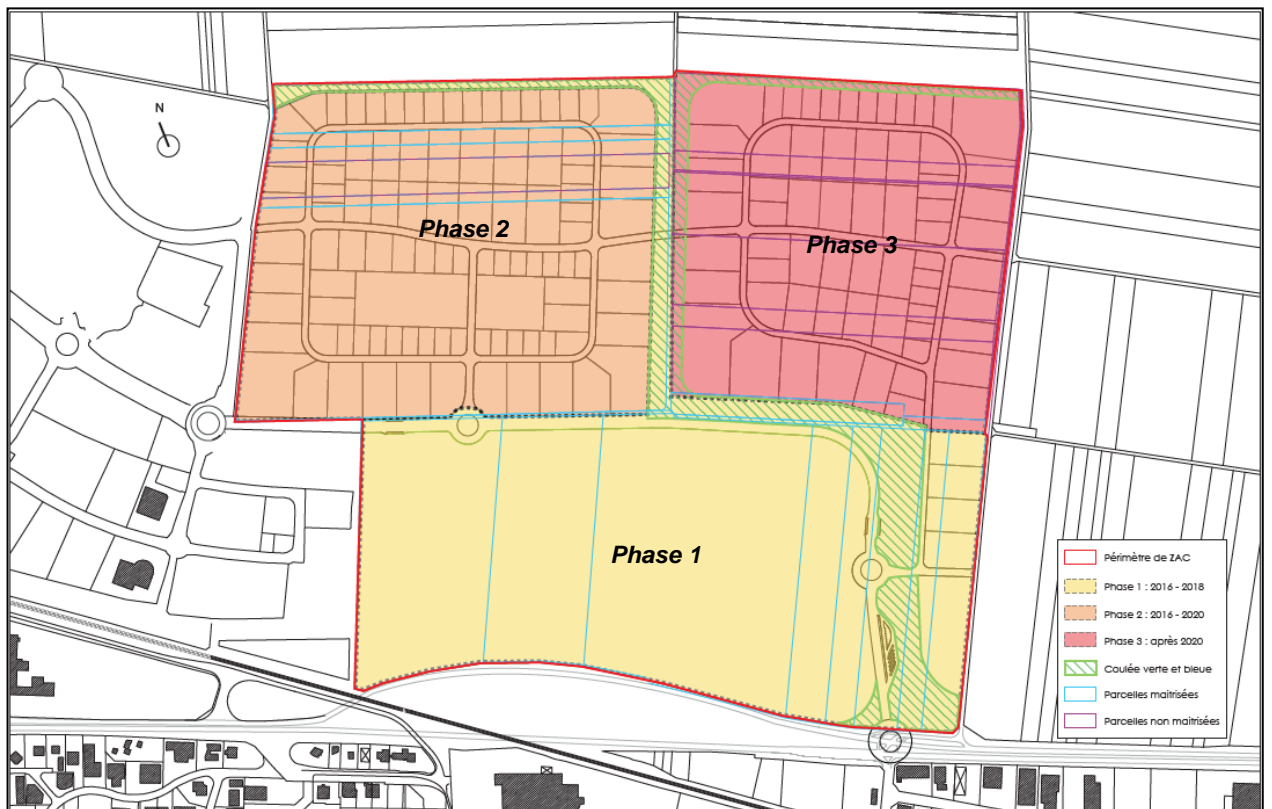 N
Phase 2
Phase 3
Phase 1
Périmètre de ZAC
Phase 1 : 2016 - 2018
Phase 2 : 2016 - 2020
Phase 3 : après 2020
Coulée verte et bleue
Parcelles maitrisées
Parcelles non maitrisées